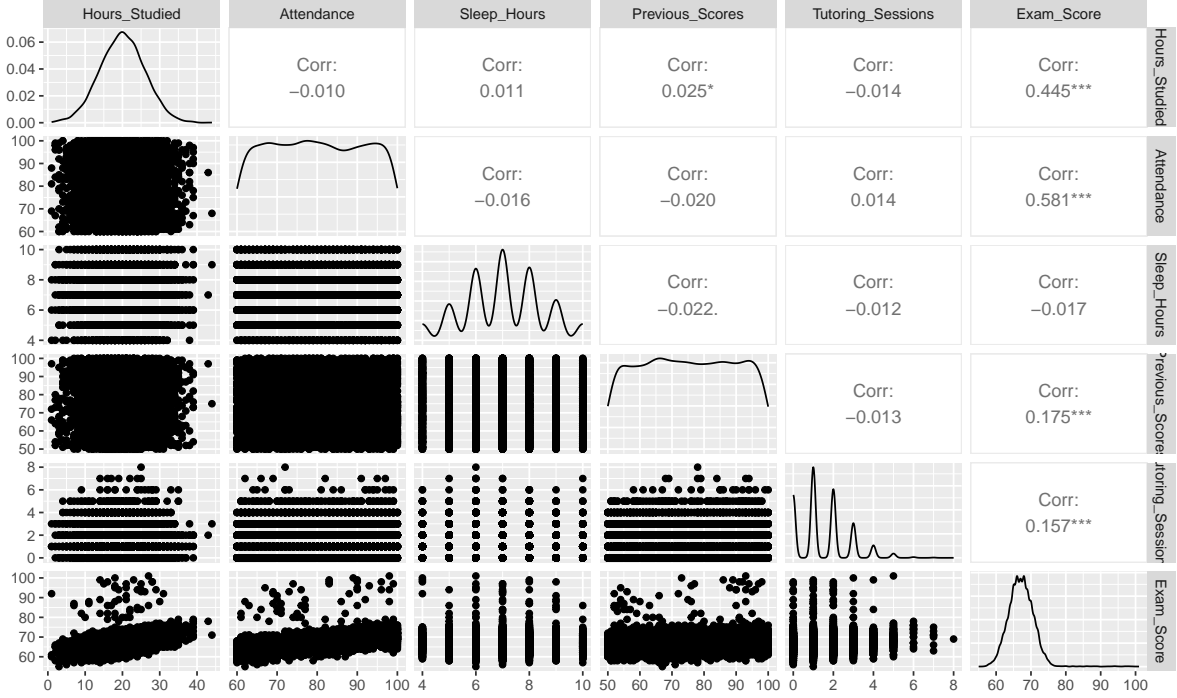 Hours_Studied Attendance Sleep_Hours Previous_Scores Tutoring_Sessions Exam_Score
0.06
0.04
0.02
0.00
Corr:
−0.010
Corr:
0.011
Corr:
0.025*
Corr:
−0.014
Corr:
0.445***
Hours_Studied
100
90
80
70
60
Corr:
−0.016
Corr:
−0.020
Corr:
0.014
Corr:
0.581***
Attendance
10
8
6
4
Corr:
−0.022.
Corr:
−0.012
Corr:
−0.017
Sleep_Hours
100
90
80
70
60
50
Corr:
−0.013
Corr:
0.175***
Previous_Scores
8
6
4
2
0
Corr:
0.157***
utoring_Session
100
90
80
70
60
Exam_Score
0 10 20 30 40 60 70 80 90 100 4 6 8 10 50 60 70 80 90 100 0 2 4 6 8 60 70 80 90 100